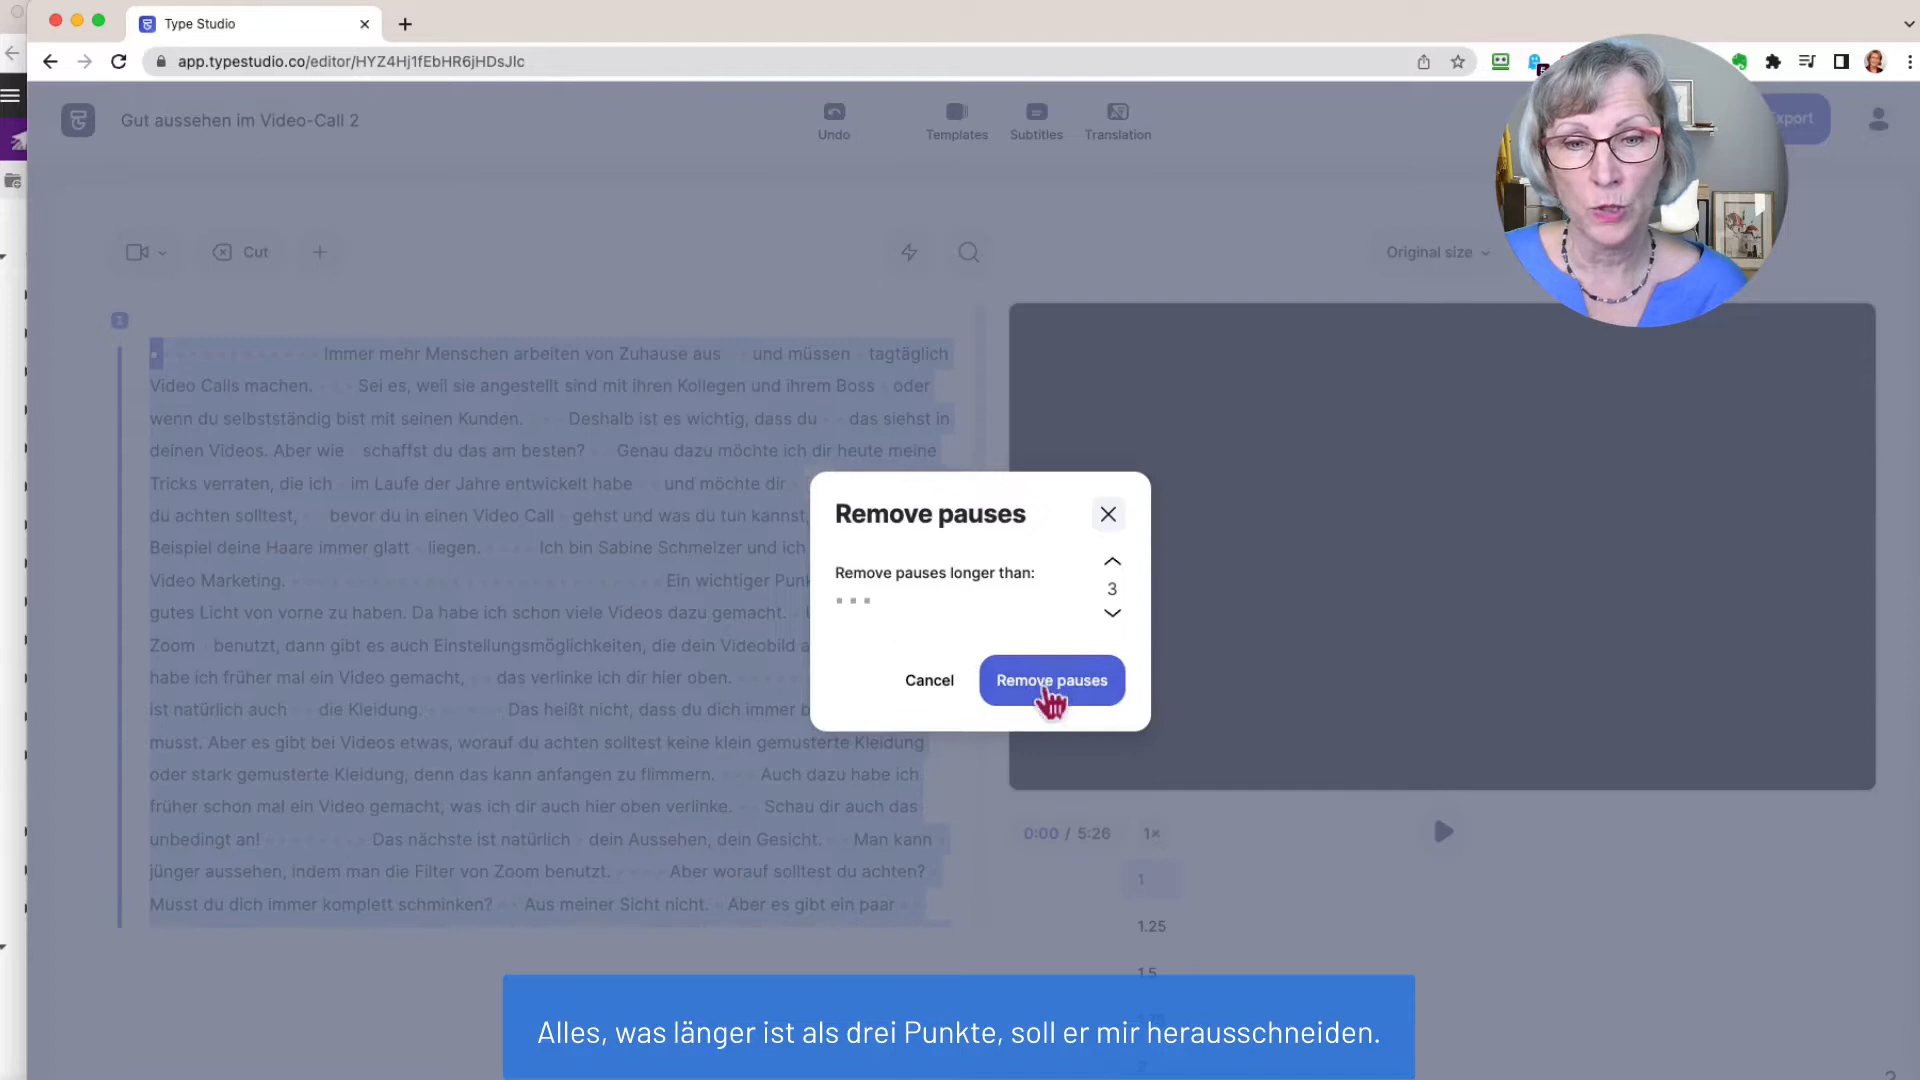 Type Studio
app.typestudio.co/editor/HYZ4Hj1fEbHR6jHDsJlc
Gut aussehen im Video-Call 2
Undo
Templates
Subtitles
Translation
Export
Cut
Original size
1
Immer mehr Menschen arbeiten von Zuhause aus und müssen tagtäglich
Video Calls machen. Sei es, weil sie angestellt sind mit ihren Kollegen und ihrem Boss oder
wenn du selbstständig bist mit seinen Kunden. Deshalb ist es wichtig, dass du das siehst in
deinen Videos. Aber wie schaffst du das am besten? Genau dazu möchte ich dir heute meine
Tricks verraten, die ich im Laufe der Jahre entwickelt habe und möchte dir
du achten solltest, bevor du in einen Video Call gehst und was du tun kannst,
Beispiel deine Haare immer glatt liegen. Ich bin Sabine Schmelzer und ich
Video Marketing. Ein wichtiger Punk
gutes Licht von vorne zu haben. Da habe ich schon viele Videos dazu gemacht.
Zoom benutzt, dann gibt es auch Einstellungsmöglichkeiten, die dein Videobild a
habe ich früher mal ein Video gemacht, das verlinke ich dir hier oben.
ist natürlich auch die Kleidung. Das heißt nicht, dass du dich immer
musst. Aber es gibt bei Videos etwas, worauf du achten solltest keine klein gemusterte Kleidung
oder stark gemusterte Kleidung, denn das kann anfangen zu flimmern. Auch dazu habe ich
früher schon mal ein Video gemacht, was ich dir auch hier oben verlinke. Schau dir auch das
unbedingt an! Das nächste ist natürlich dein Aussehen, dein Gesicht. Man kann
jünger aussehen, indem man die Filter von Zoom benutzt. Aber worauf solltest du achten?
Musst du dich immer komplett schminken? Aus meiner Sicht nicht. Aber es gibt ein paar
Remove pauses
Remove pauses longer than:
3
Cancel
Remove pauses
0:00 / 5:26
1×
1
1.25
1.5
Alles, was länger ist als drei Punkte, soll er mir herausschneiden.